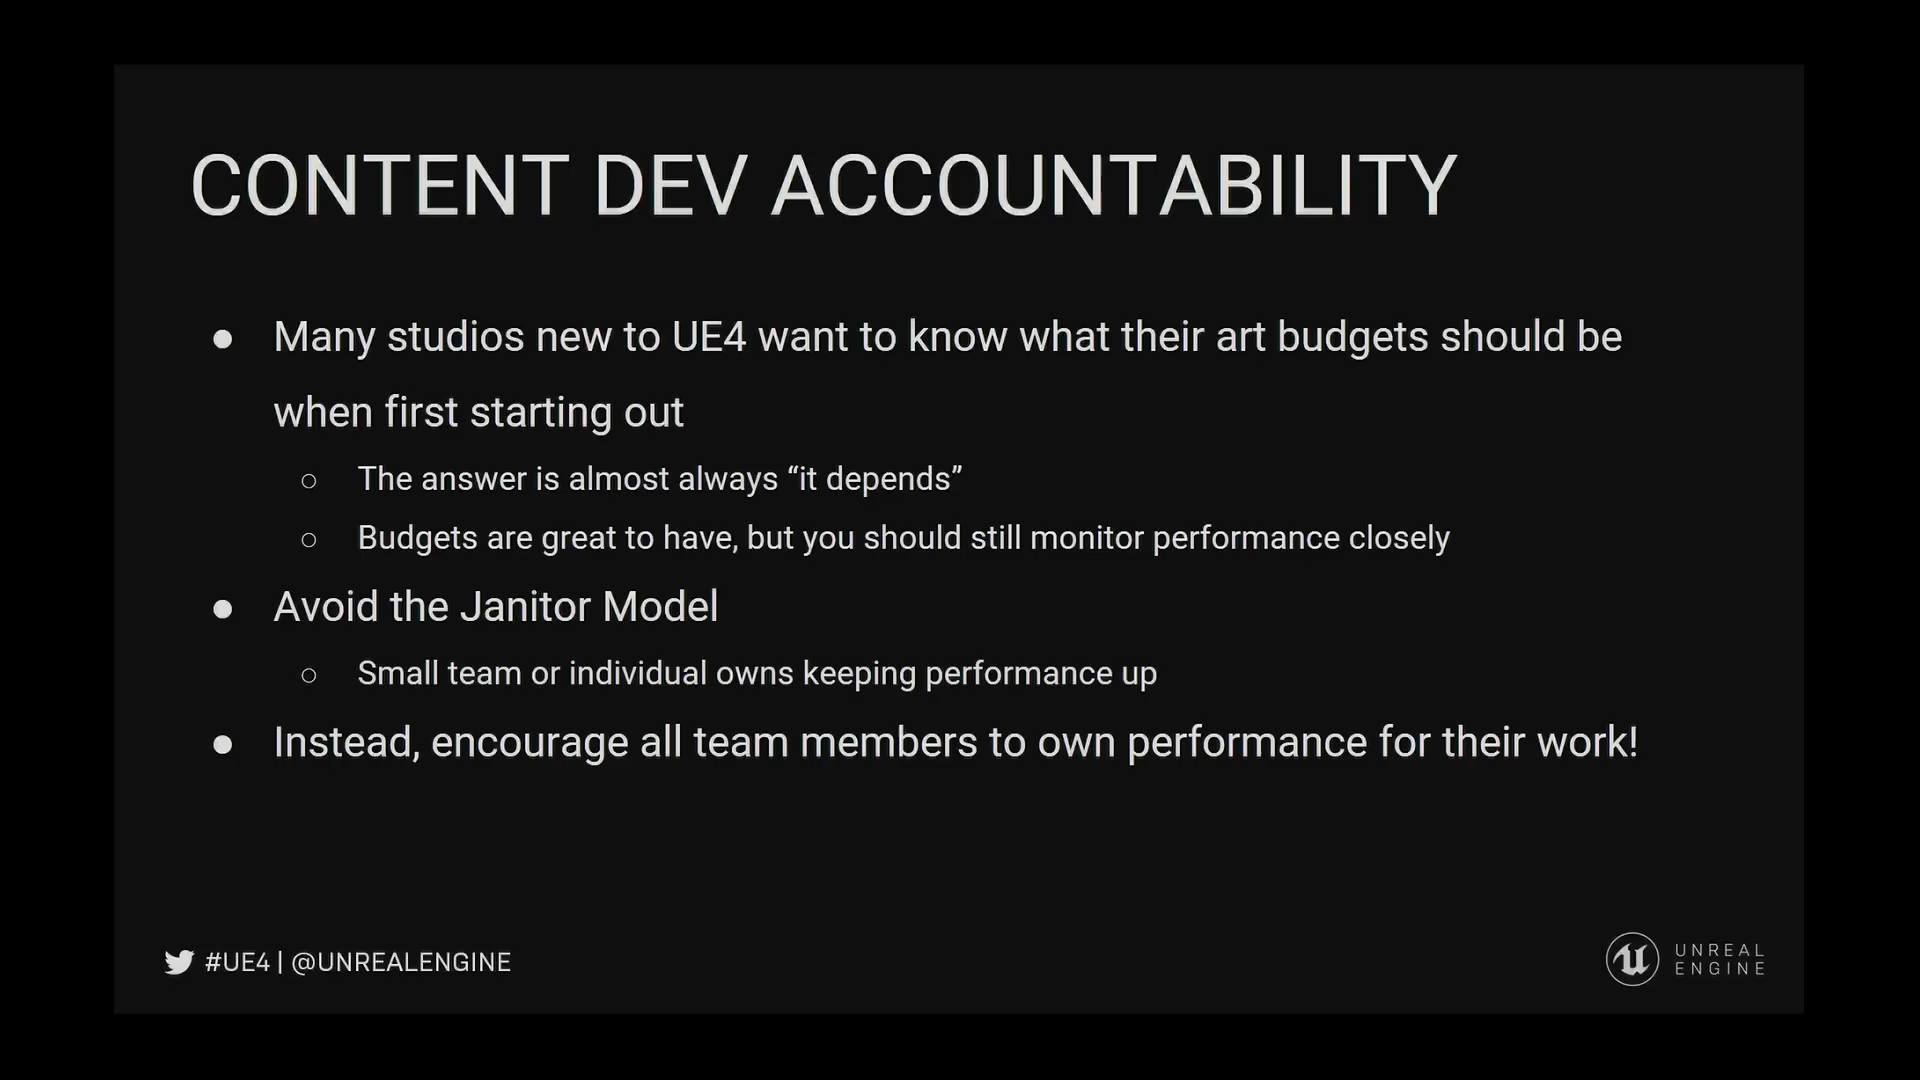 CONTENT DEV ACCOUNTABILITY
● Many studios new to UE4 want to know what their art budgets should be
when first starting out
○ The answer is almost always “it depends”
○ Budgets are great to have, but you should still monitor performance closely
● Avoid the Janitor Model
○ Small team or individual owns keeping performance up
● Instead, encourage all team members to own performance for their work!
#UE4 | @UNREALENGINE
UNREAL
ENGINE